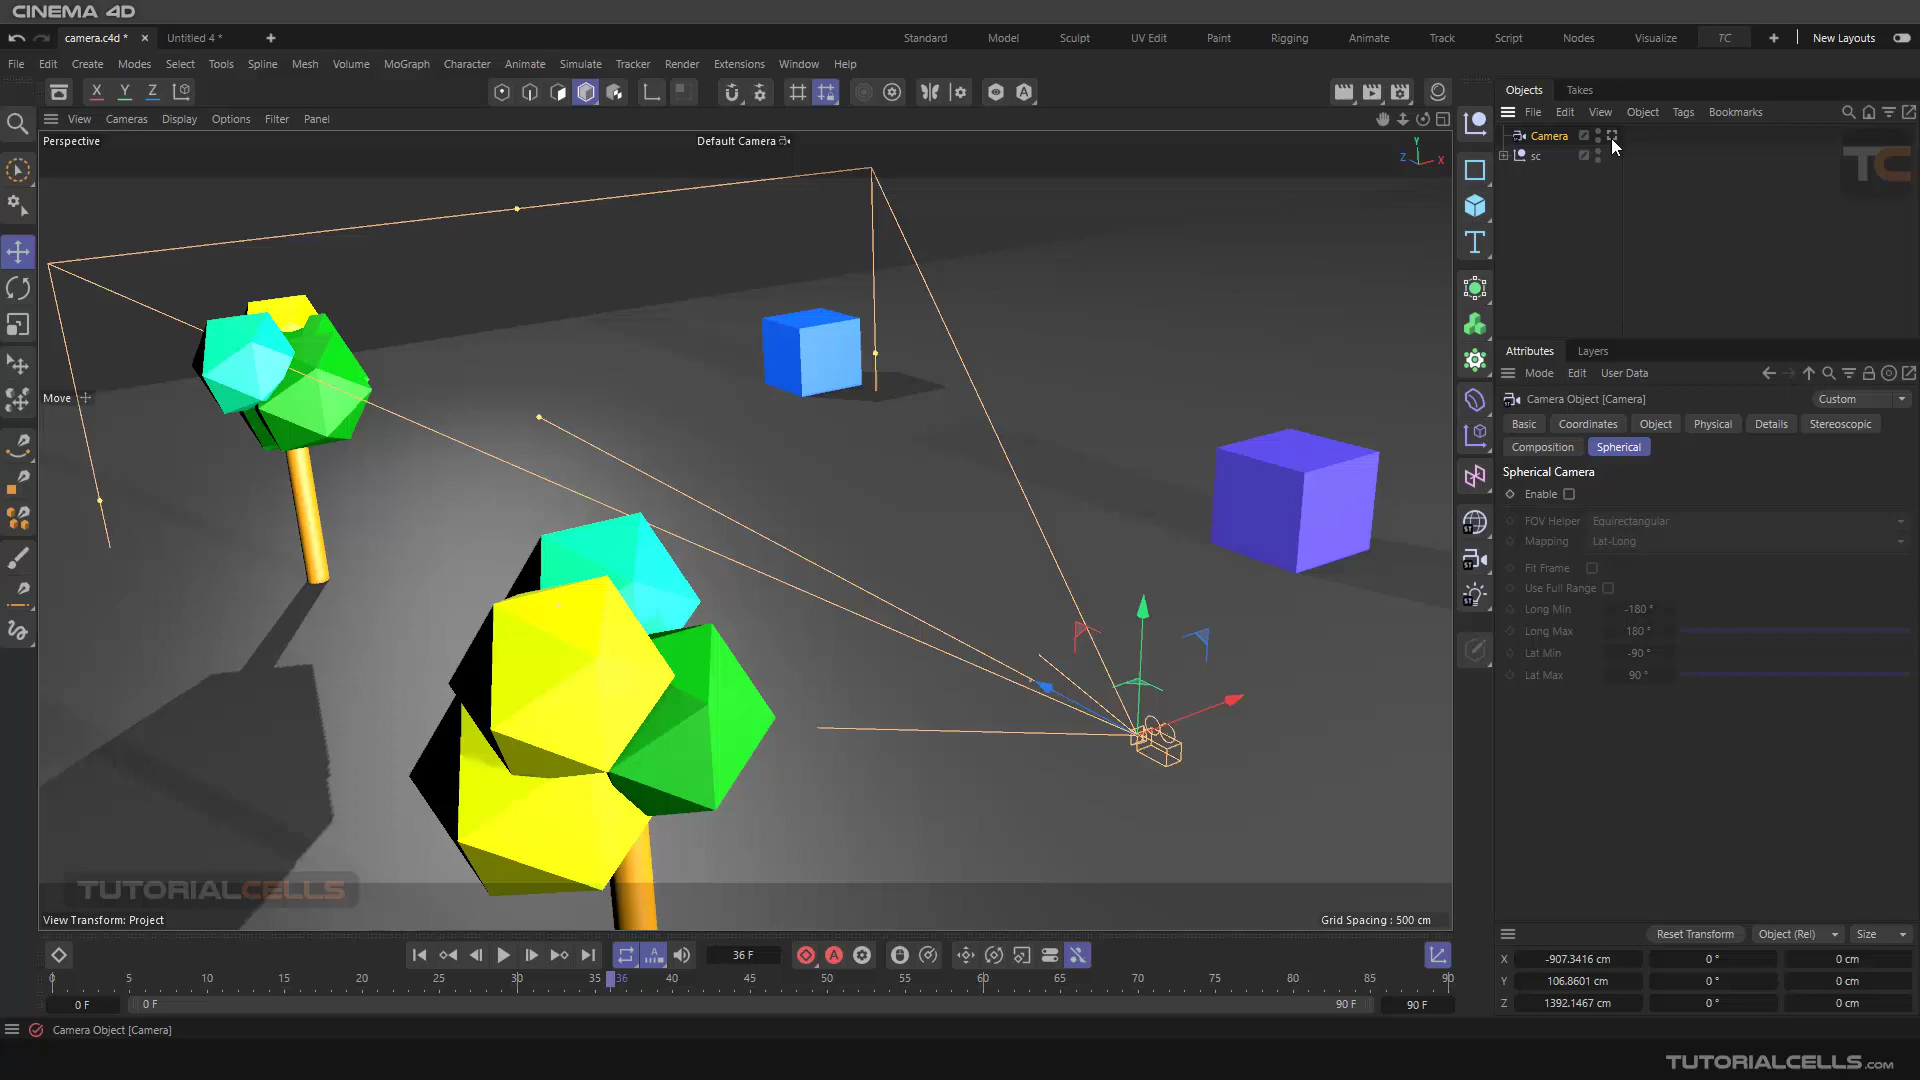 CINEMA 4D
camera.c4d *
Untitled 4 *
Standard
Model
Sculpt
UV Edit
Paint
Rigging
Animate
Track
Script
Nodes
Visualize
TC
New Layouts
File
Edit
Create
Modes
Select
Tools
Spline
Mesh
Volume
MoGraph
Character
Animate
Simulate
Tracker
Render
Extensions
Window
Help
X
Y
Z
View
Cameras
Display
Options
Filter
Panel
Perspective
Default Camera
Y
Z
X
Move
TUTORIALCELLS
View Transform: Project
Grid Spacing : 500 cm
Objects
Takes
File
Edit
View
Object
Tags
Bookmarks
Camera
sc
TC
Attributes
Layers
Mode
Edit
User Data
Camera Object [Camera]
Custom
Basic
Coordinates
Object
Physical
Details
Stereoscopic
Composition
Spherical
Spherical Camera
Enable
FOV Helper
Equirectangular
Mapping
Lat-Long
Fit Frame
Use Full Range
Long Min
-180 °
Long Max
180 °
Lat Min
-90 °
Lat Max
90 °
Reset Transform
Object (Rel)
Size
X
-907.3416 cm
0 °
0 cm
Y
106.8601 cm
0 °
0 cm
Z
1392.1467 cm
0 °
0 cm
36 F
0
5
10
15
20
25
30
35
36
40
45
50
55
60
65
70
75
80
85
90
0 F
0 F
90 F
90 F
Camera Object [Camera]
TUTORIALCELLS.com